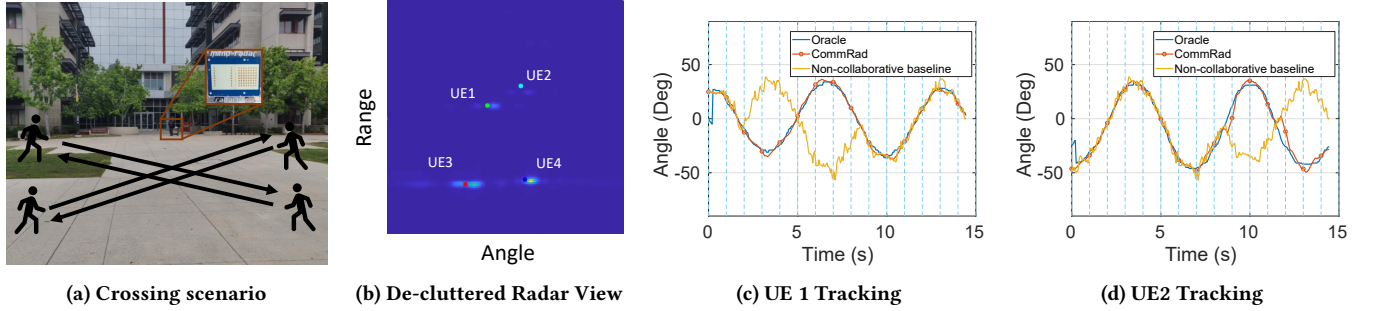 UE2
UE1
UE3
UE4
Range
Angle
Oracle
CommRad
Non-collaborative baseline
50
0
-50
Angle (Deg)
0
5
10
15
Time (s)
Oracle
CommRad
Non-collaborative baseline
50
0
-50
Angle (Deg)
0
5
10
15
Time (s)
(a) Crossing scenario
(b) De-cluttered Radar View
(c) UE 1 Tracking
(d) UE2 Tracking